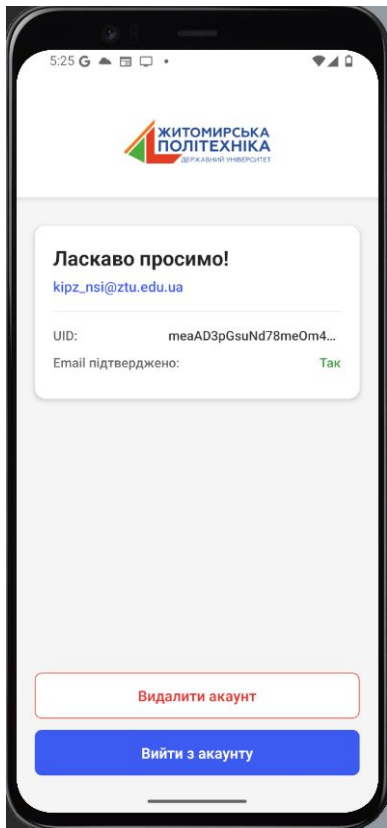 5:25 G
ЖИТОМИРСЬКА
ПОЛІТЕХНІКА
ДЕРЖАВНИЙ УНІВЕРСИТЕТ
Ласкаво просимо!
kipz_nsi@ztu.edu.ua
UID: meaAD3pGsuNd78meOm4...
Email підтверджено: Так
Видалити акаунт
Вийти з акаунту